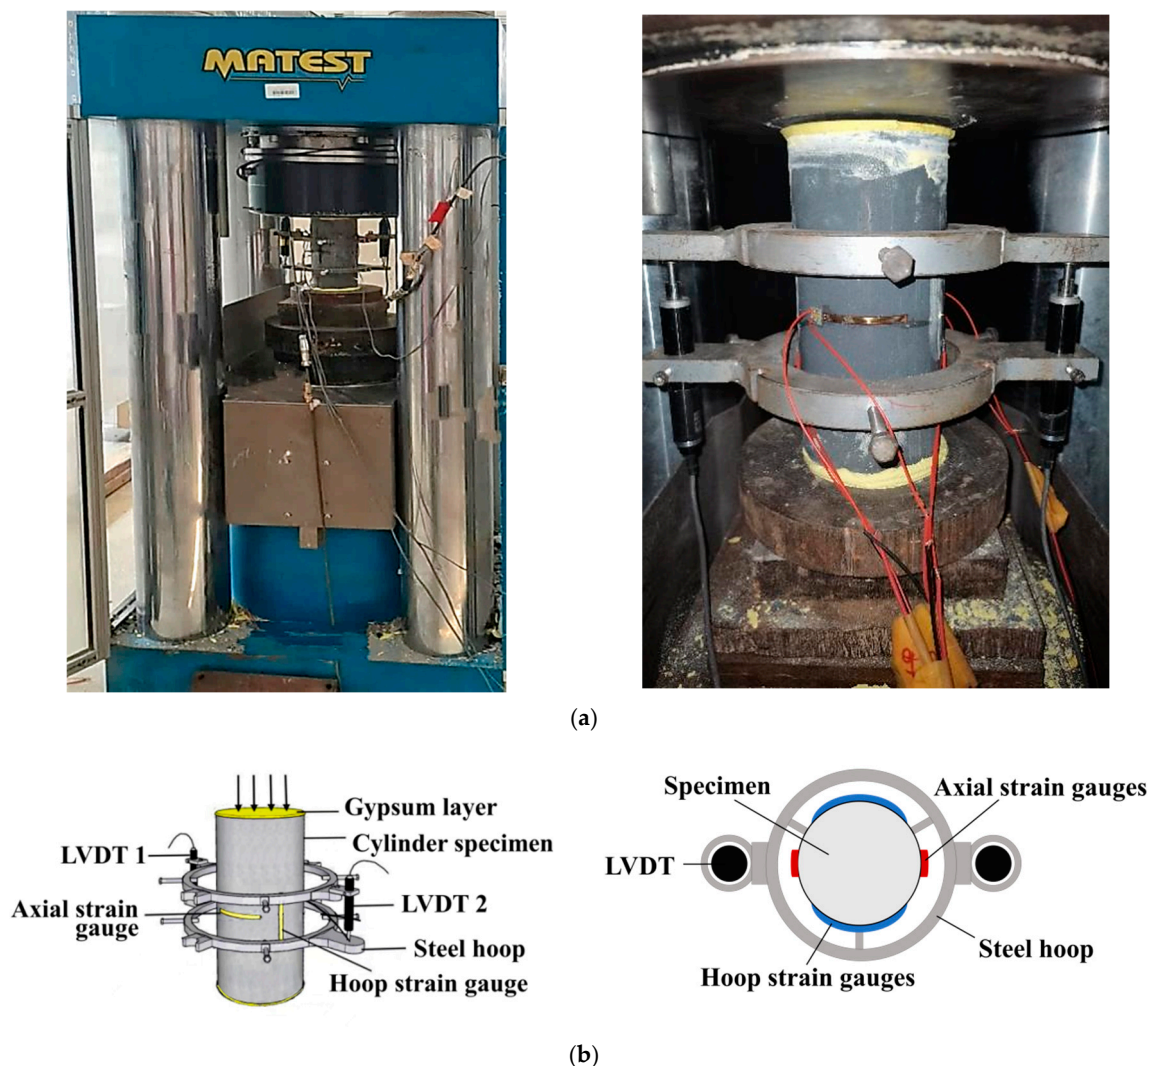 MATEST
(a)
Gypsum layer
Cylinder specimen
LVDT 1
LVDT 2
Axial strain
gauge
Steel hoop
Hoop strain gauge
Specimen
Axial strain gauges
LVDT
Steel hoop
Hoop strain gauges
(b)